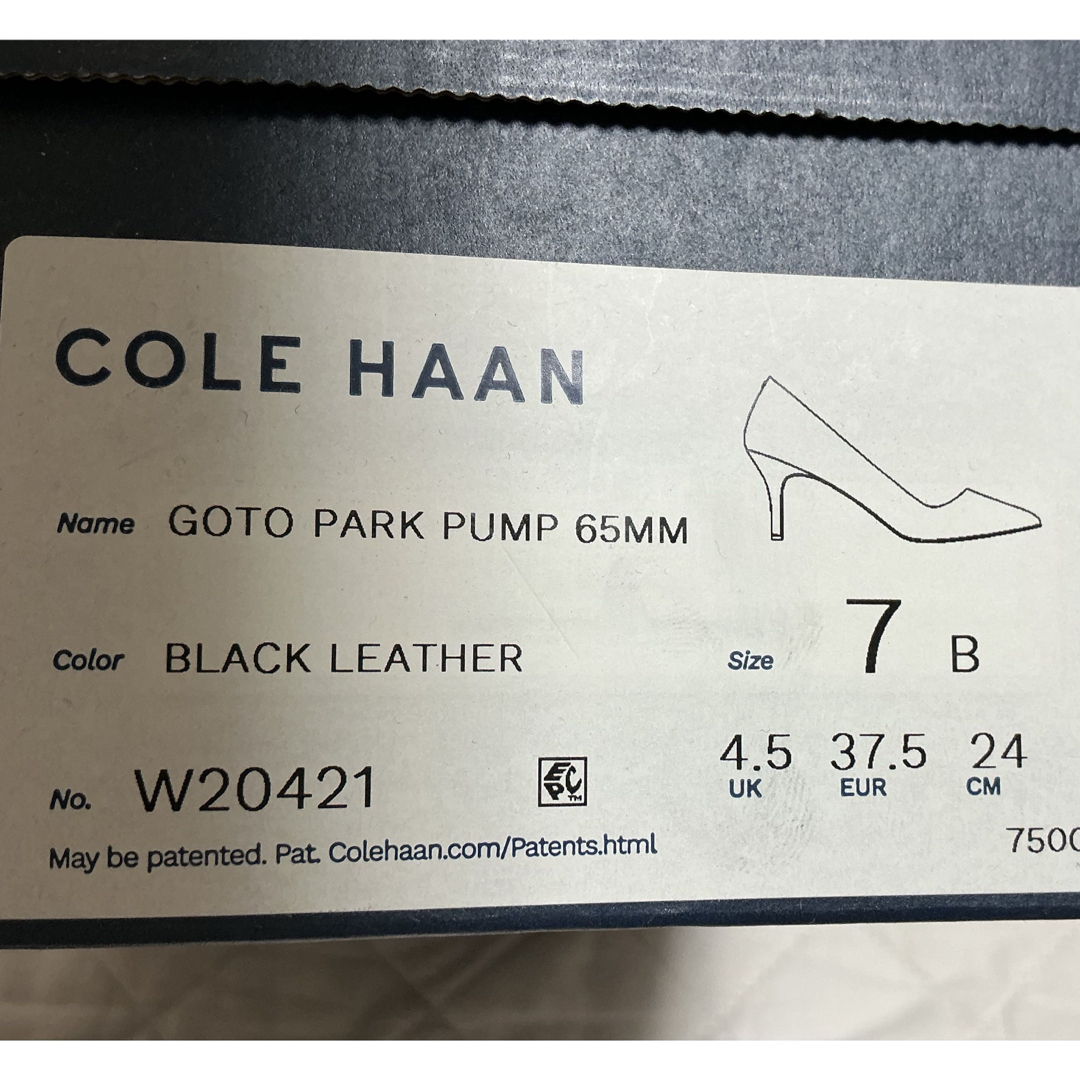 COLE HAAN
Name GOTO PARK PUMP 65MM
Color BLACK LEATHER
Size 7 B
No. W20421
EPC™
4.5 37.5 24
UK EUR CM
May be patented. Pat. Colehaan.com/Patents.html